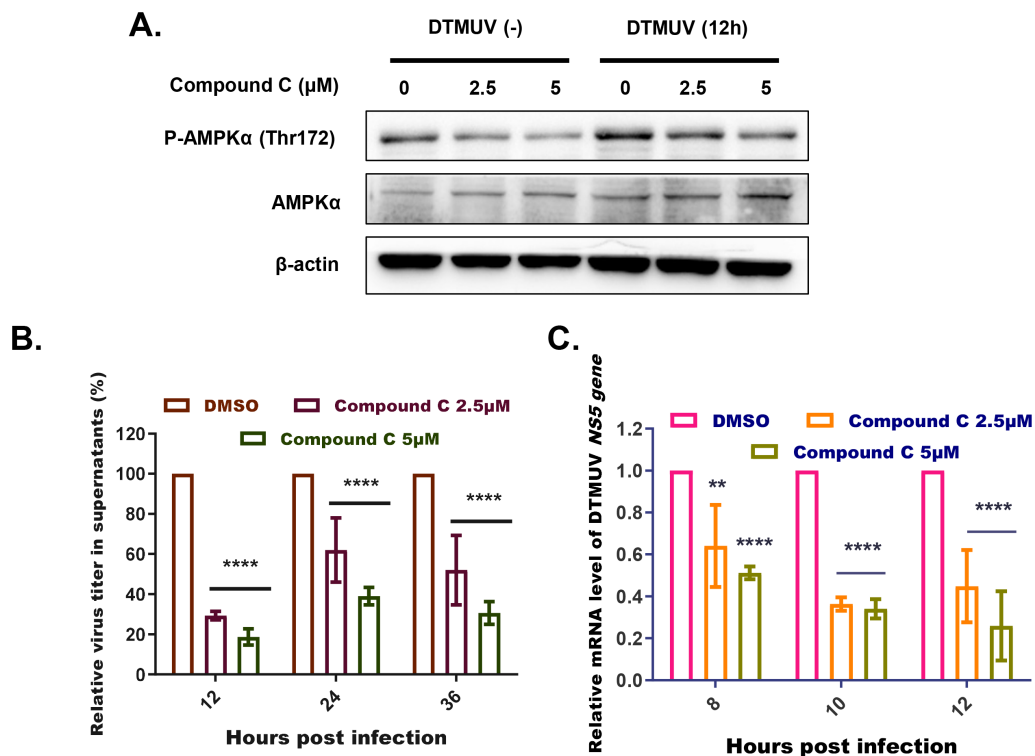 A.
DTMUV (-) DTMUV (12h)
Compound C (μM) 0 2.5 5 0 2.5 5
P-AMPKα (Thr172)
AMPKα
β-actin
B.
Relative virus titer in supernatants (%)
DMSO Compound C 2.5μM
Compound C 5μM
120
100
80
60
40
20
0
****
****
****
12 24 36
Hours post infection
C.
Relative mRNA level of DTMUV NS5 gene
DMSO Compound C 2.5μM
Compound C 5μM
1.2
1.0
0.8
0.6
0.4
0.2
0.0
**
****
****
****
8 10 12
Hours post infection